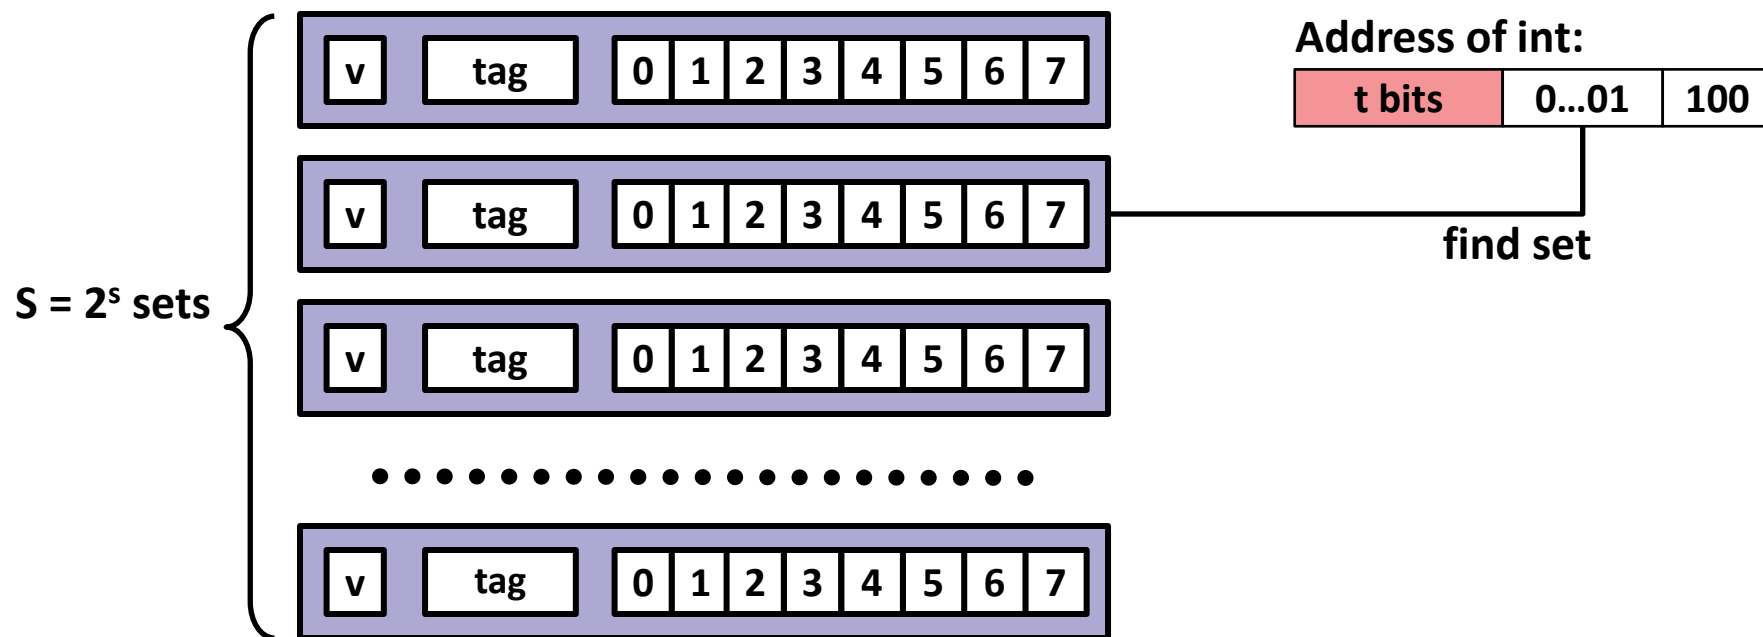 v tag 0 1 2 3 4 5 6 7
Address of int:
t bits 0...01 100
v tag 0 1 2 3 4 5 6 7
find set
S = 2ˢ sets
v tag 0 1 2 3 4 5 6 7
v tag 0 1 2 3 4 5 6 7